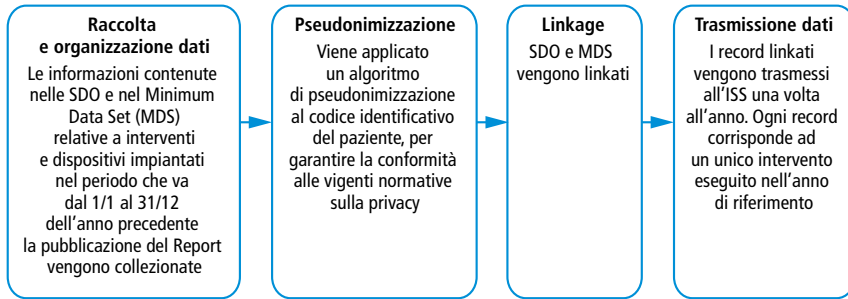 Raccolta
e organizzazione dati
Le informazioni contenute
nelle SDO e nel Minimum
Data Set (MDS)
relative a interventi
e dispositivi impiantati
nel periodo che va
dal 1/1 al 31/12
dell'anno precedente
la pubblicazione del Report
vengono collezionate
Pseudonimizzazione
Viene applicato
un algoritmo
di pseudonimizzazione
al codice identificativo
del paziente, per
garantire la conformità
alle vigenti normative
sulla privacy
Linkage
SDO e MDS
vengono linkati
Trasmissione dati
I record linkati
vengono trasmessi
all'ISS una volta
all'anno. Ogni record
corrisponde ad
un unico intervento
eseguito nell'anno
di riferimento